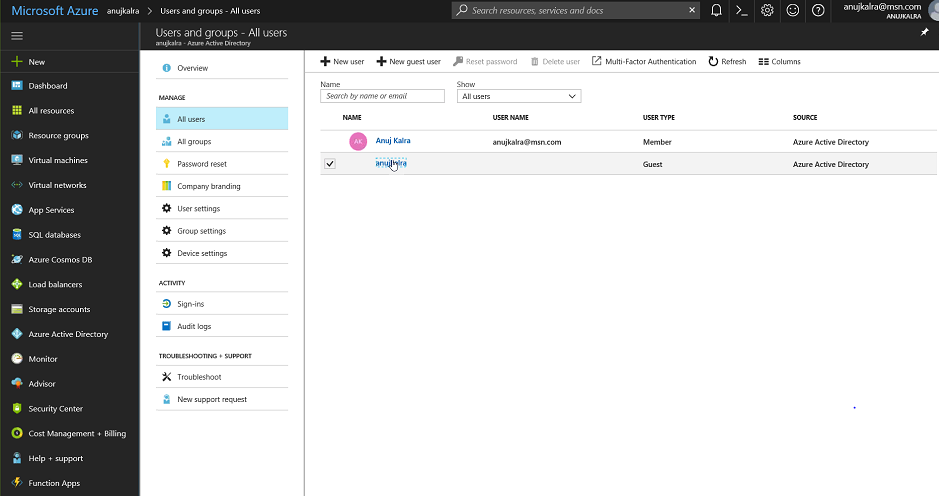 Microsoft Azure anujkalra > Users and groups - All users
Search resources, services and docs
anujkalra@msn.com
ANUJKALRA
New
Dashboard
All resources
Resource groups
Virtual machines
Virtual networks
App Services
SQL databases
Azure Cosmos DB
Load balancers
Storage accounts
Azure Active Directory
Monitor
Advisor
Security Center
Cost Management + Billing
Help + support
Function Apps
Users and groups - All users
anujkalra - Azure Active Directory
Overview
MANAGE
All users
All groups
Password reset
Company branding
User settings
Group settings
Device settings
ACTIVITY
Sign-ins
Audit logs
TROUBLESHOOTING + SUPPORT
Troubleshoot
New support request
New user New guest user Reset password Delete user Multi-Factor Authentication Refresh Columns
Name Show
Search by name or email All users
NAME USER NAME USER TYPE SOURCE
AK Anuj Kalra anujkalra@msn.com Member Azure Active Directory
Guest Azure Active Directory